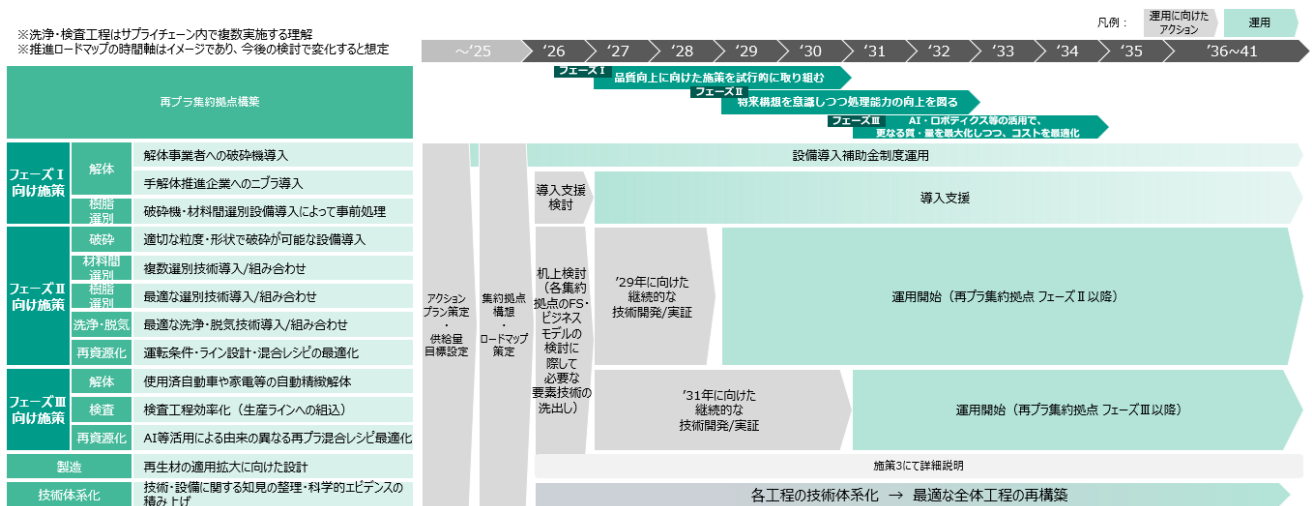 ※洗浄・検査工程はサプライチェーン内で複数実施する理解
※推進ロードマップの時間軸はイメージであり、今後の検討で変化すると想定
凡例：
運用に向けた
アクション
運用
～‘25
‘26
‘27
‘28
‘29
‘30
‘31
‘32
‘33
‘34
‘35
‘36~41
再プラ集約拠点構築
フェーズⅠ
品質向上に向けた施策を試行的に取り組む
フェーズⅡ
将来構想を意識しつつ処理能力の向上を図る
フェーズⅢ
AI・ロボティクス等の活用で、
更なる質・量を最大化しつつ、コストを最適化
フェーズⅠ
向け施策
解体
解体事業者への破砕機導入
手解体推進企業へのニブラ導入
樹脂
選別
破砕機・材料間選別設備導入によって事前処理
設備導入補助金制度運用
導入支援
検討
導入支援
フェーズⅡ
向け施策
破砕
適切な粒度・形状で破砕が可能な設備導入
材料間
選別
複数選別技術導入/組み合わせ
樹脂
選別
最適な選別技術導入/組み合わせ
洗浄・脱気
最適な洗浄・脱気技術導入/組み合わせ
再資源化
運転条件・ライン設計・混合レシピの最適化
アクション
プラン策定
・
供給量
目標設定
集約拠点
構想
・
ロードマップ
策定
机上検討
（各集約
拠点のFS・
ビジネス
モデルの
検討に
際して
必要な
要素技術の
洗出し）
’29年に向けた
継続的な
技術開発/実証
運用開始（再プラ集約拠点 フェーズⅡ以降）
フェーズⅢ
向け施策
解体
使用済自動車や家電等の自動精緻解体
検査
検査工程効率化（生産ラインへの組込）
再資源化
AI等活用による由来の異なる再プラ混合レシピ最適化
’31年に向けた
継続的な
技術開発/実証
運用開始（再プラ集約拠点 フェーズⅢ以降）
製造
再生材の適用拡大に向けた設計
施策3にて詳細説明
技術体系化
技術・設備に関する知見の整理・科学的エビデンスの
積み上げ
各工程の技術体系化 → 最適な全体工程の再構築